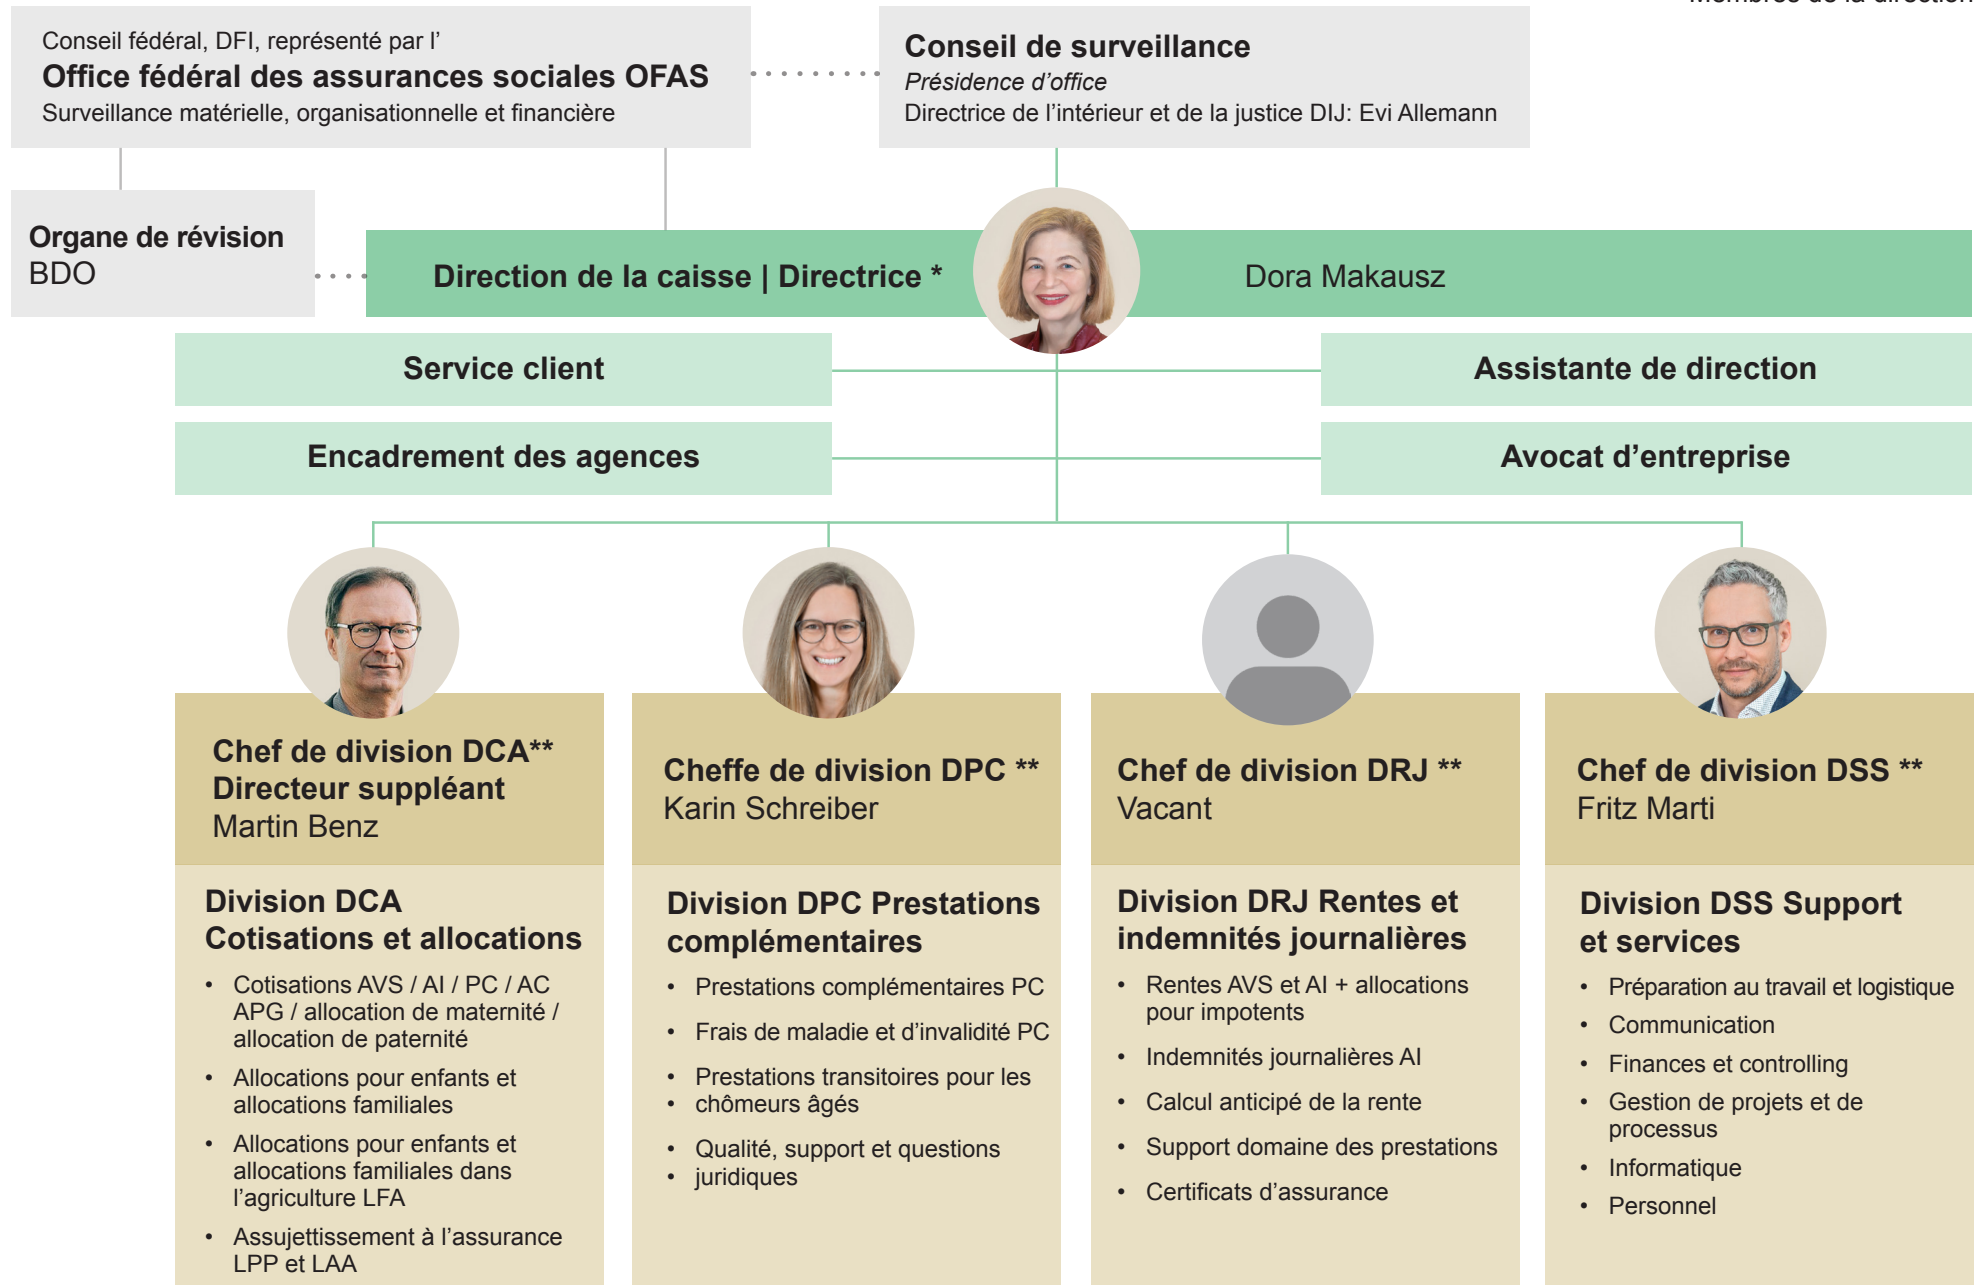 Membres de la direction
Conseil fédéral, DFI, représenté par l’
Office fédéral des assurances sociales OFAS
Surveillance matérielle, organisationnelle et financière
Conseil de surveillance
Présidence d’office
Directrice de l’intérieur et de la justice DIJ: Evi Allemann
Organe de révision
BDO
Direction de la caisse | Directrice *
Dora Makausz
Service client
Assistante de direction
Encadrement des agences
Avocat d’entreprise
Chef de division DCA**
Directeur suppléant
Martin Benz
Division DCA
Cotisations et allocations
• Cotisations AVS / AI / PC / AC
APG / allocation de maternité /
allocation de paternité
• Allocations pour enfants et
allocations familiales
• Allocations pour enfants et
allocations familiales dans
l’agriculture LFA
• Assujettissement à l’assurance
LPP et LAA
Cheffe de division DPC **
Karin Schreiber
Division DPC Prestations
complémentaires
• Prestations complémentaires PC
• Frais de maladie et d’invalidité PC
• Prestations transitoires pour les
• chômeurs âgés
• Qualité, support et questions
• juridiques
Chef de division DRJ **
Vacant
Division DRJ Rentes et
indemnités journalières
• Rentes AVS et AI + allocations
pour impotents
• Indemnités journalières AI
• Calcul anticipé de la rente
• Support domaine des prestations
• Certificats d’assurance
Chef de division DSS **
Fritz Marti
Division DSS Support
et services
• Préparation au travail et logistique
• Communication
• Finances et controlling
• Gestion de projets et de
processus
• Informatique
• Personnel